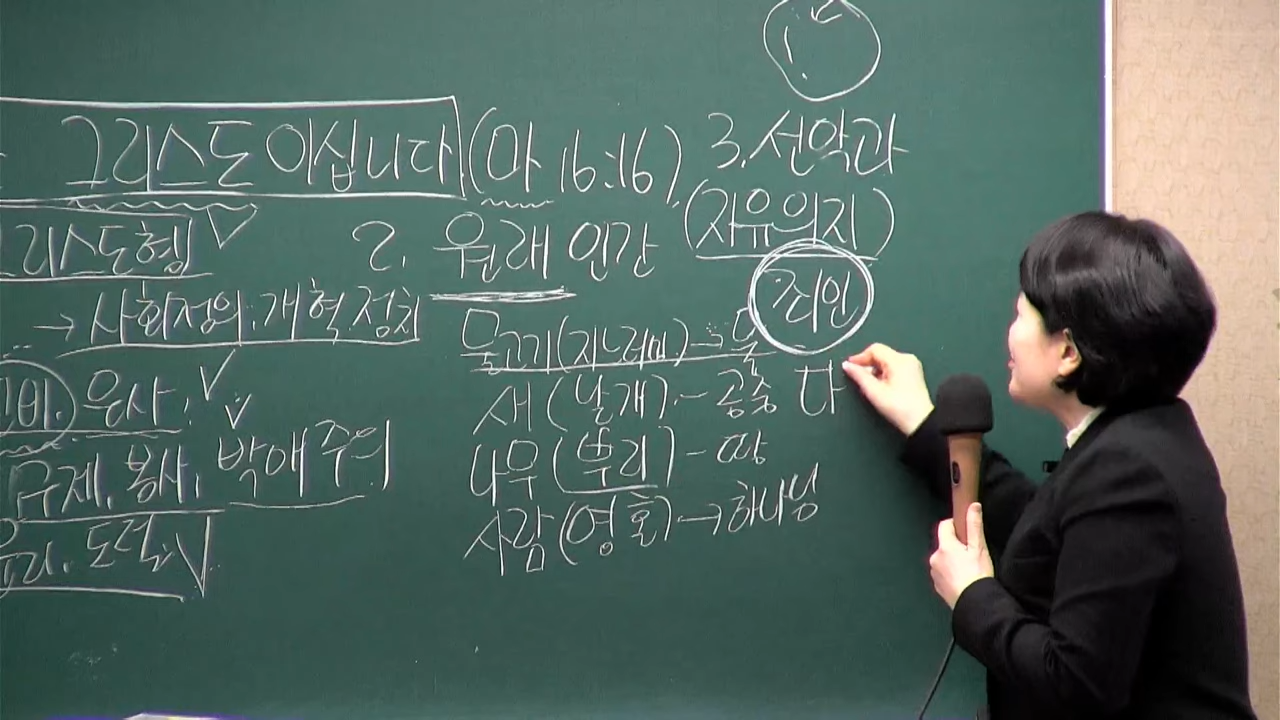 그리스도 이십니다 (마 16:16)
그리스도형
→ 사회정의, 개혁정치
은사,
구제, 봉사, 박애주의
도덕
2. 원래 인간
물고기(지느러미) → 물
새(날개) - 공중
나무(뿌리) - 땅
사람(영혼) → 하나님
3. 선악과
(자유의지)
죄인
다